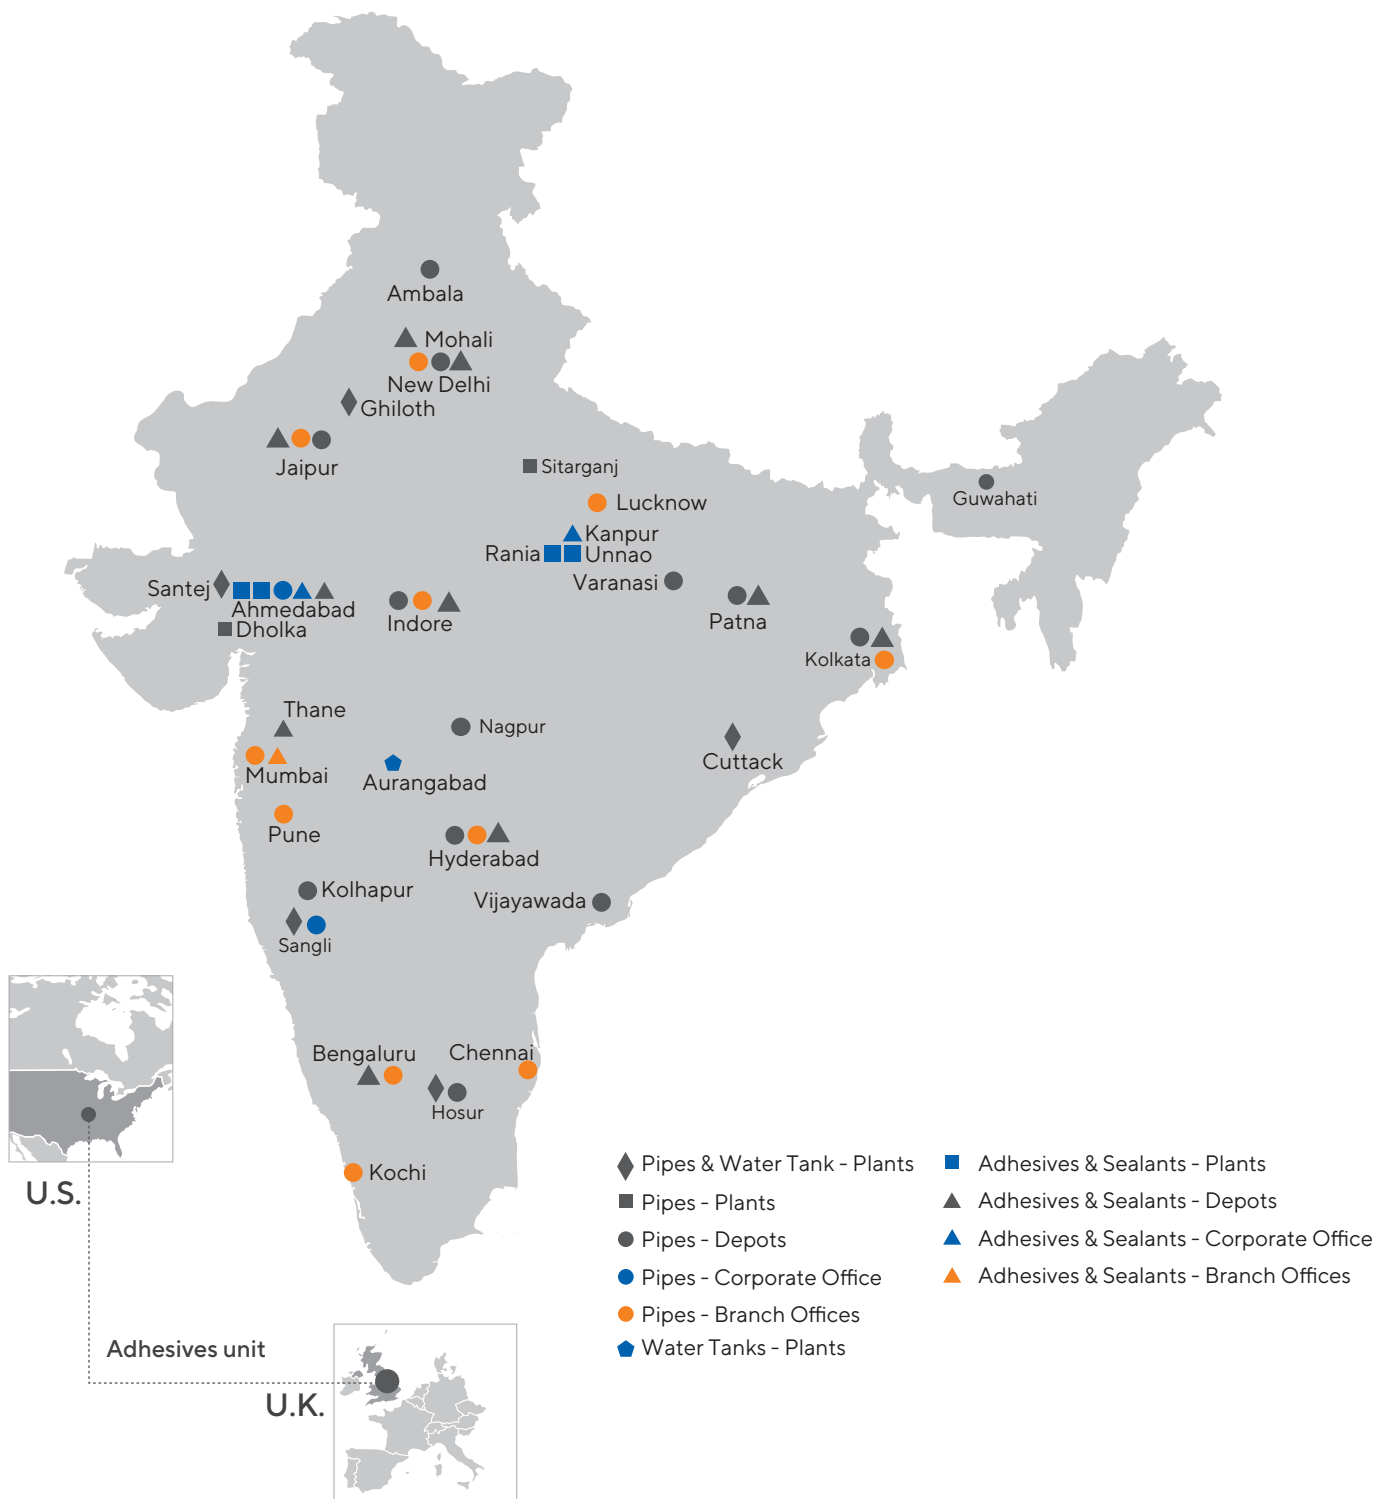 Ambala
Mohali
New Delhi
Ghiloth
Jaipur
Sitarganj
Guwahati
Lucknow
Kanpur
Rania
Unnao
Varanasi
Santej
Ahmedabad
Indore
Patna
Dholka
Kolkata
Thane
Nagpur
Cuttack
Mumbai
Aurangabad
Pune
Hyderabad
Kolhapur
Vijayawada
Sangli
Bengaluru
Chennai
Hosur
Kochi
U.S.
Adhesives unit
U.K.
Pipes & Water Tank - Plants
Pipes - Plants
Pipes - Depots
Pipes - Corporate Office
Pipes - Branch Offices
Water Tanks - Plants
Adhesives & Sealants - Plants
Adhesives & Sealants - Depots
Adhesives & Sealants - Corporate Office
Adhesives & Sealants - Branch Offices